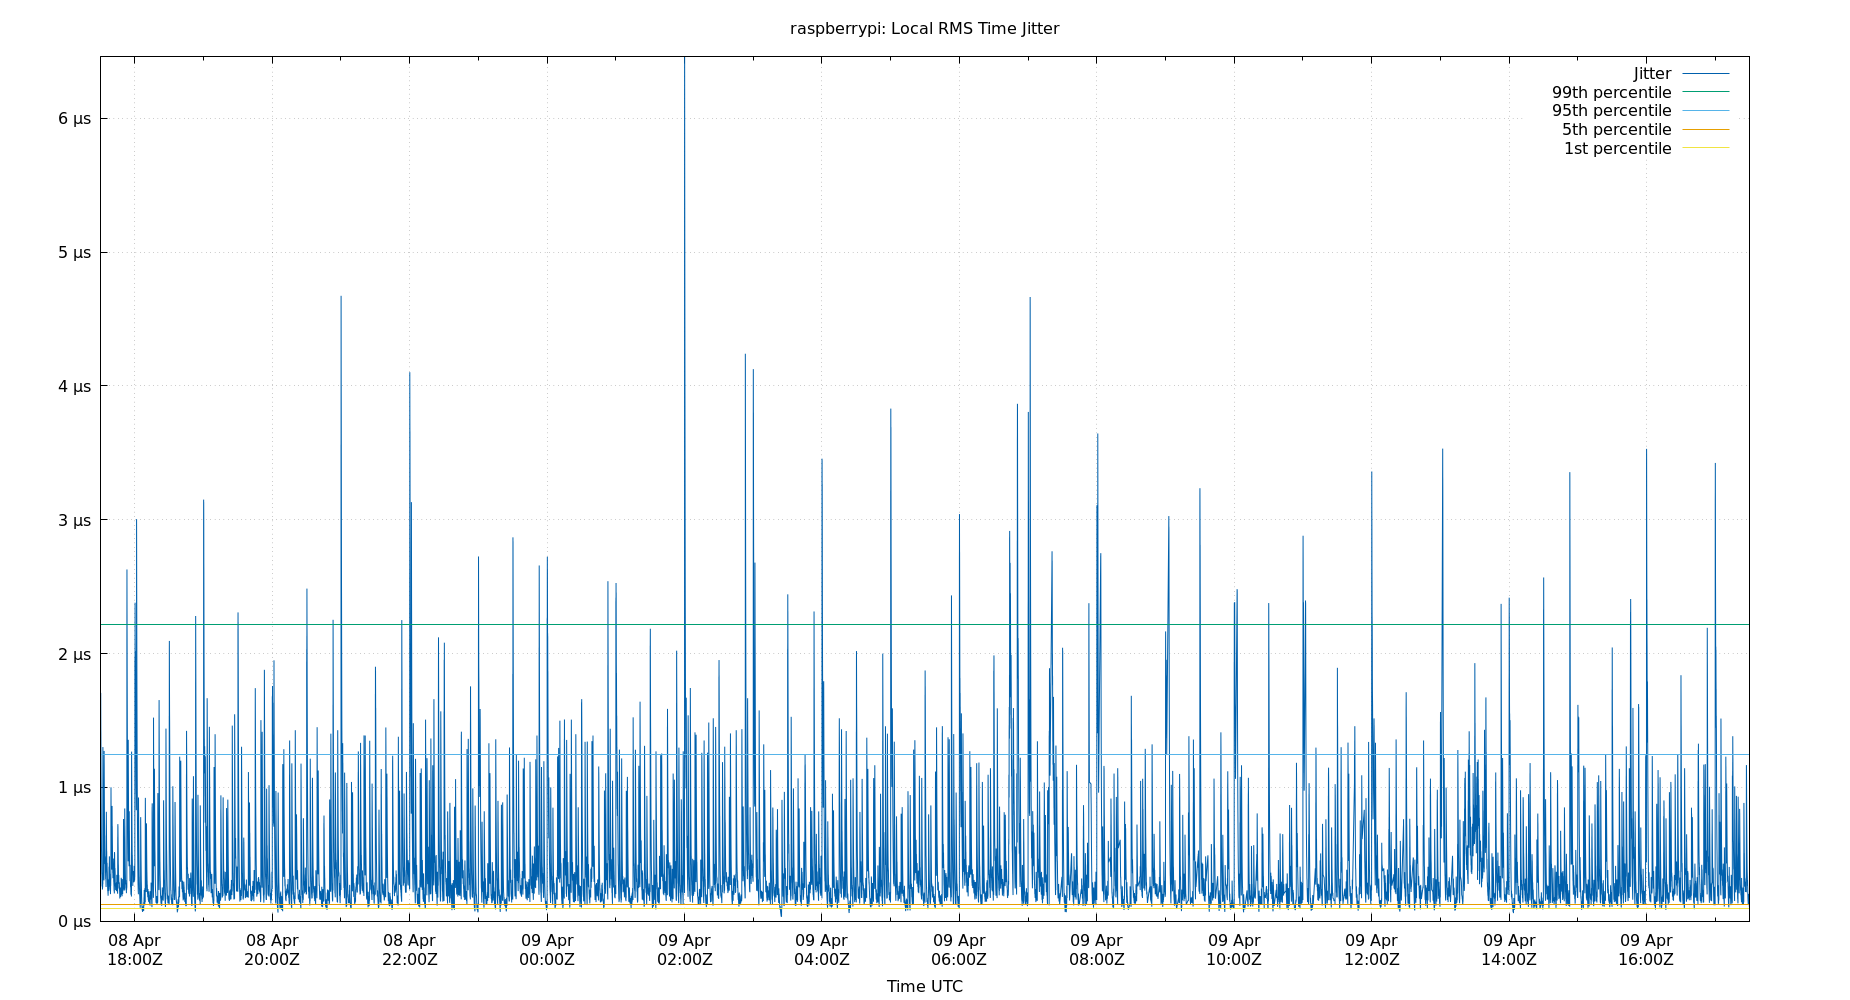 raspberrypi: Local RMS Time Jitter
Jitter
99th percentile
95th percentile
5th percentile
1st percentile
6 µs
5 µs
4 µs
3 µs
2 µs
1 µs
0 µs
08 Apr 08 Apr 08 Apr 09 Apr 09 Apr 09 Apr 09 Apr 09 Apr 09 Apr 09 Apr 09 Apr 09 Apr
18:00Z 20:00Z 22:00Z 00:00Z 02:00Z 04:00Z 06:00Z 08:00Z 10:00Z 12:00Z 14:00Z 16:00Z
Time UTC